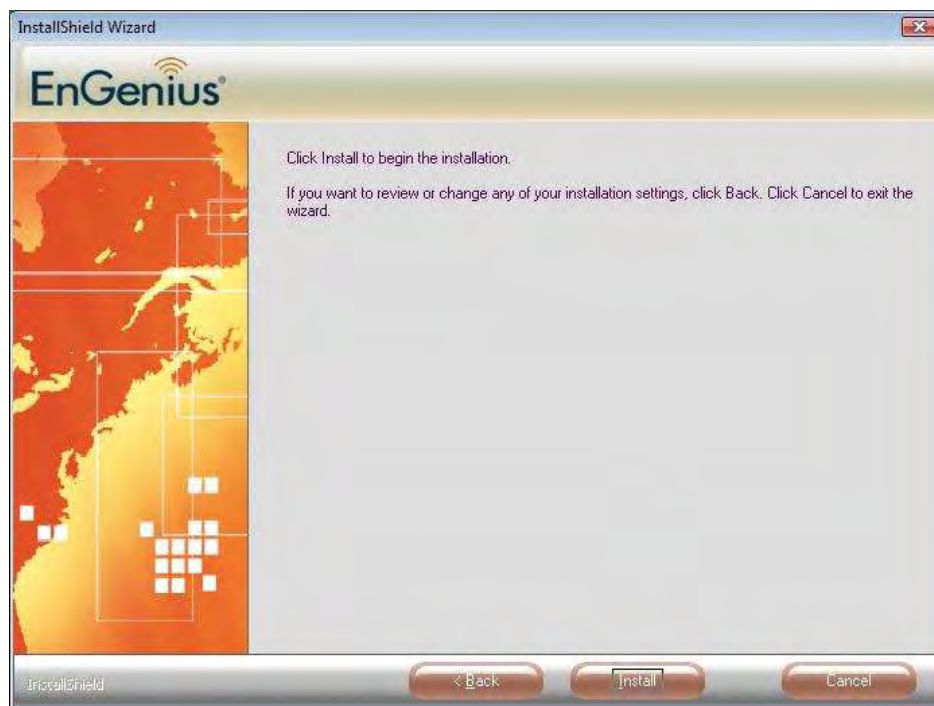 InstallShield Wizard
EnGenius®
Click Install to begin the installation.
If you want to review or change any of your installation settings, click Back. Click Cancel to exit the
wizard.
InstallShield
< Back
Install
Cancel